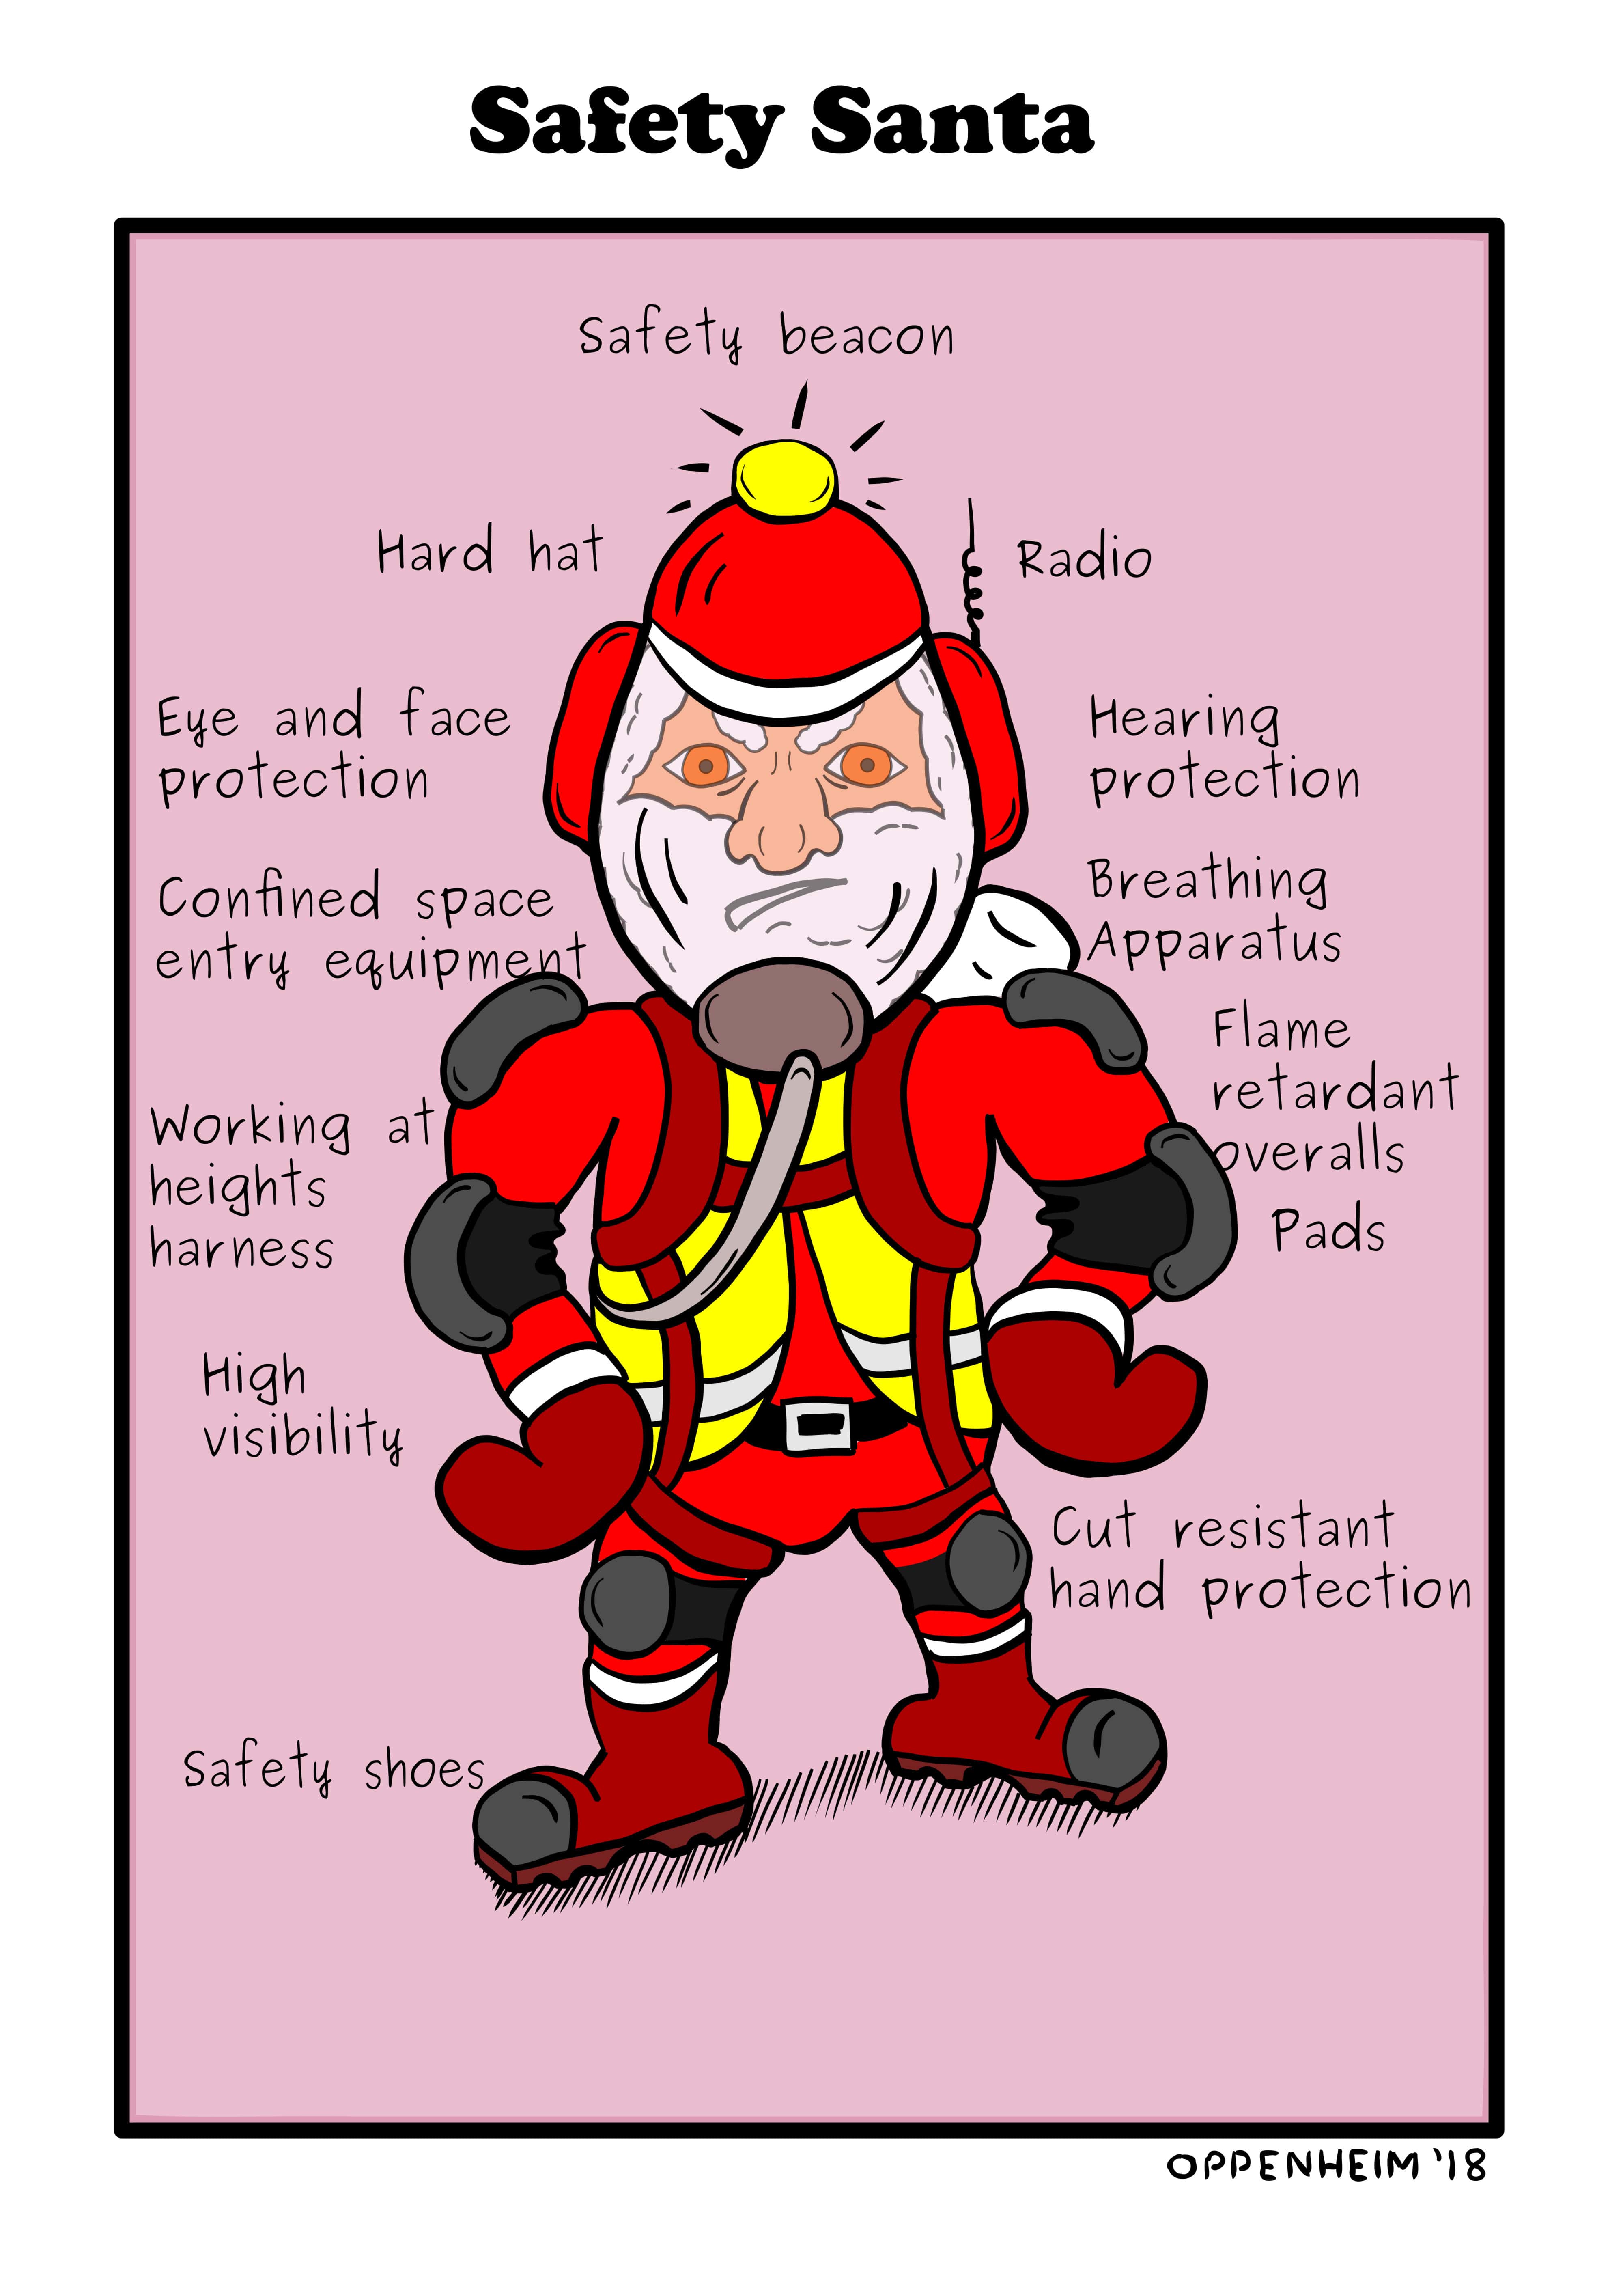 Safety Santa
Safety beacon
Hard hat
Radio
Eye and face
protection
Hearing
protection
Confined space
entry equipment
Breathing
Apparatus
Flame
retardant
overalls
Working at
heights
harness
Pads
High
visibility
Cut resistant
hand protection
Safety shoes
OPPENHEIM '18